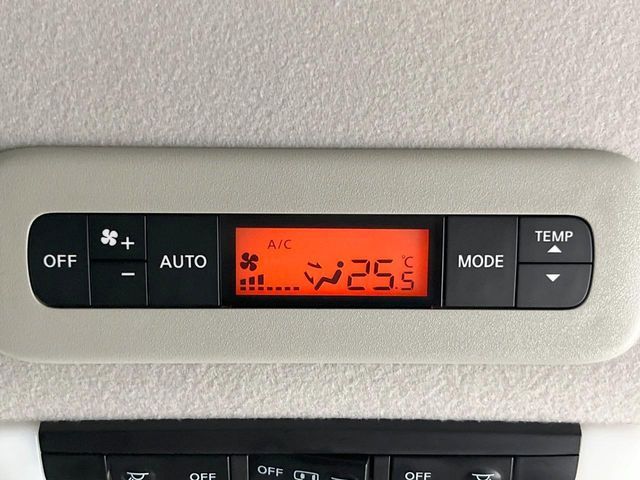 OFF + − AUTO A/C 25.5 °C MODE TEMP
OFF OFF OFF